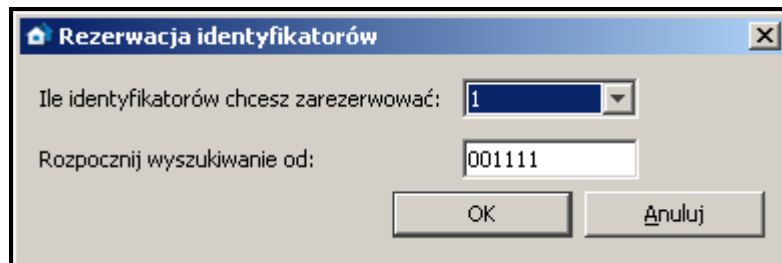 Rezerwacja identyfikatorów
Ile identyfikatorów chcesz zarezerwować: 1
Rozpocznij wyszukiwanie od: 001111
OK Anuluj